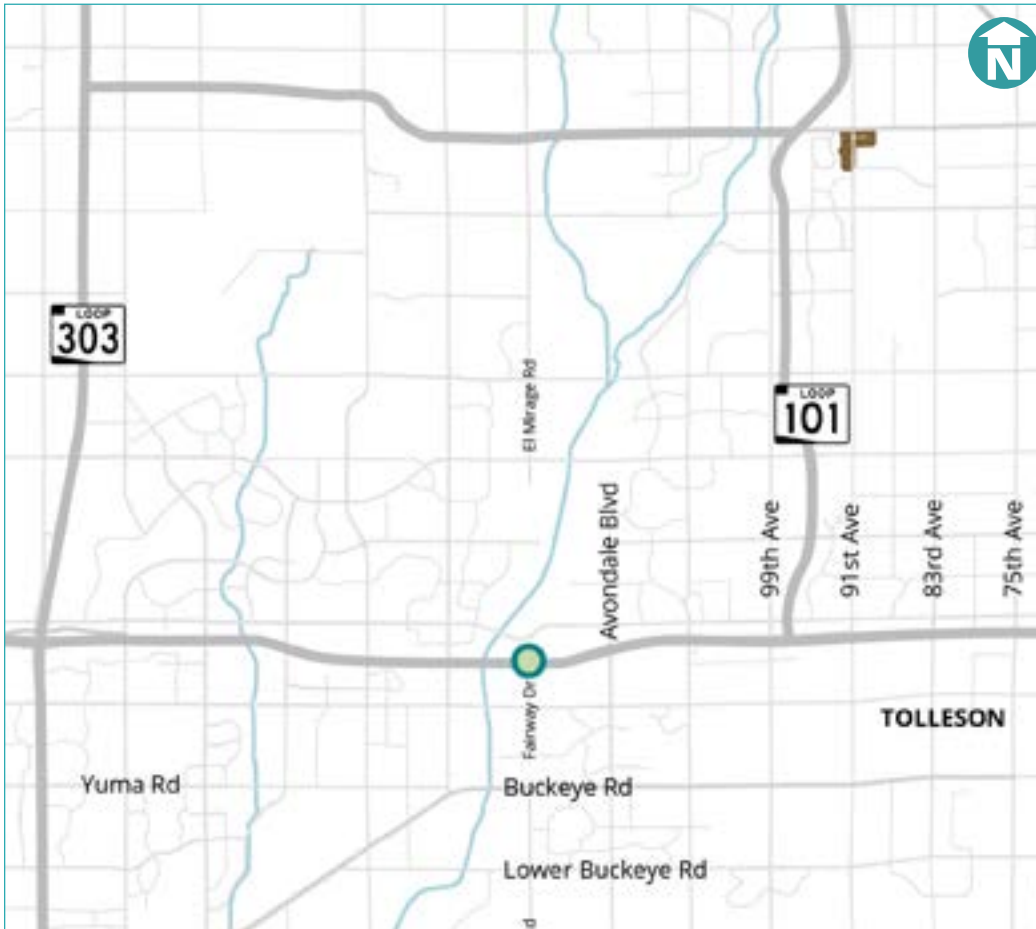 N
LOOP
303
El Mirage Rd
LOOP
101
Avondale Blvd
99th Ave
91st Ave
83rd Ave
75th Ave
Fairway Dr
TOLLESON
Yuma Rd
Buckeye Rd
Lower Buckeye Rd